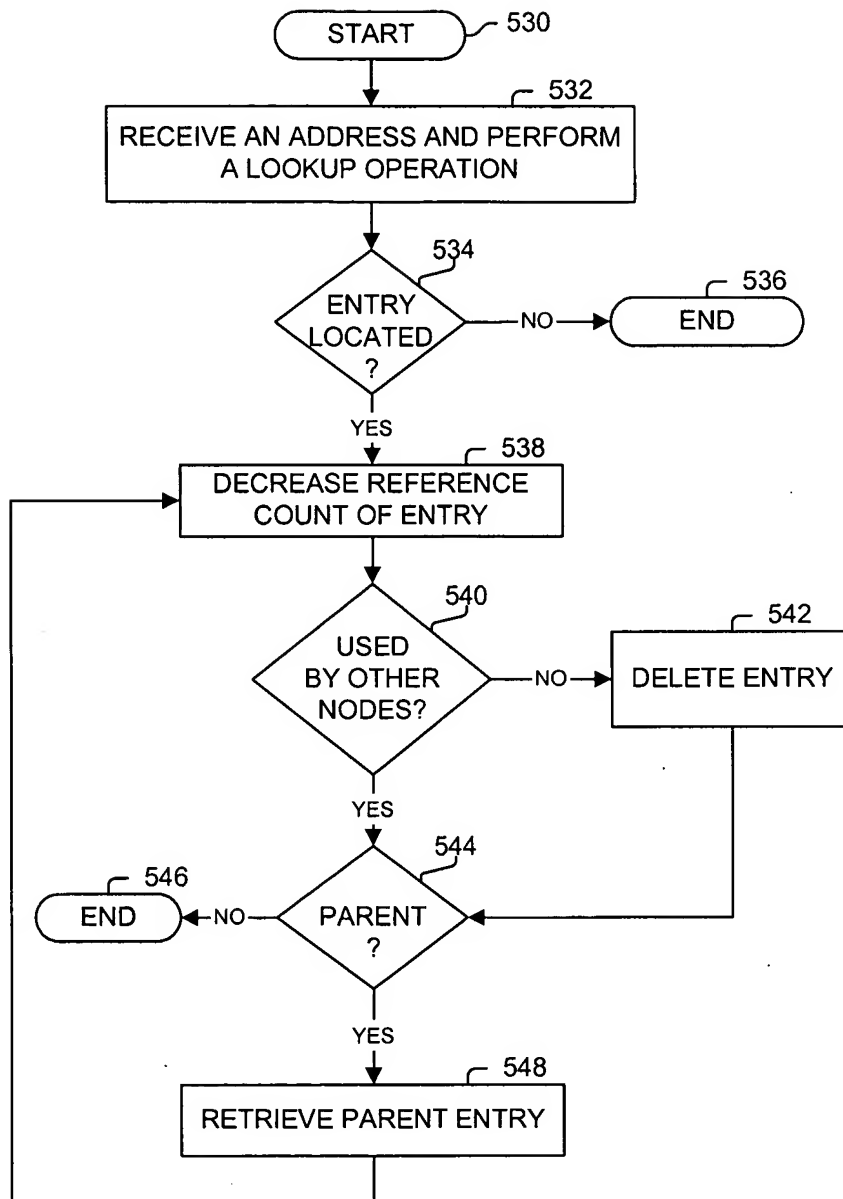 START
530
532
RECEIVE AN ADDRESS AND PERFORM
A LOOKUP OPERATION
534
ENTRY
LOCATED
?
NO
536
END
YES
538
DECREASE REFERENCE
COUNT OF ENTRY
540
USED
BY OTHER
NODES?
NO
542
DELETE ENTRY
YES
544
PARENT
?
NO
546
END
YES
548
RETRIEVE PARENT ENTRY